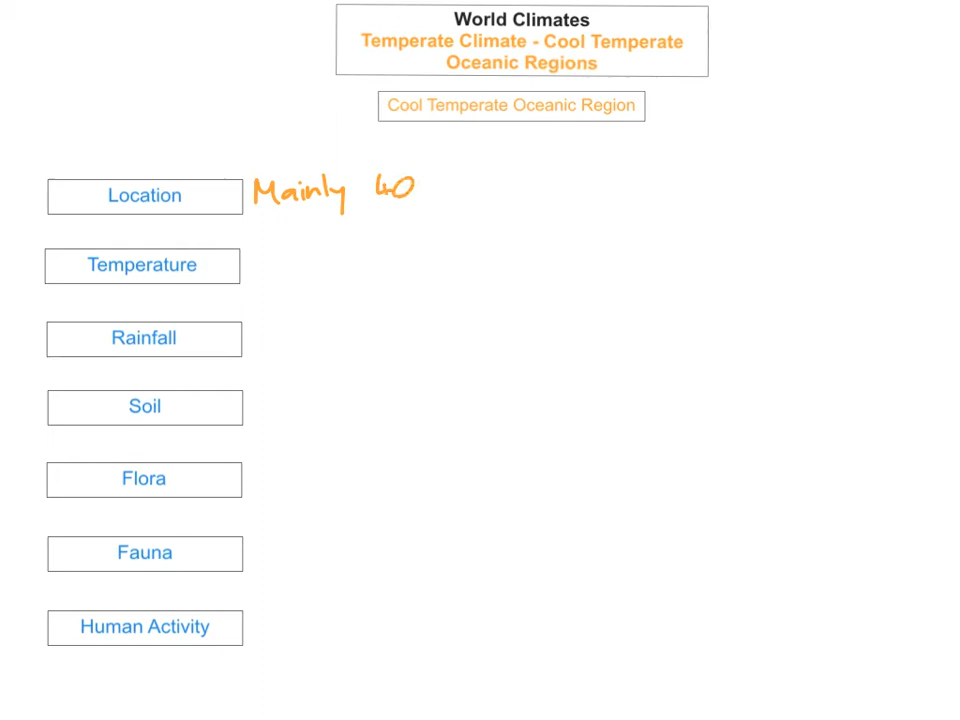 World Climates
Temperate Climate - Cool Temperate
Oceanic Regions
Cool Temperate Oceanic Region
Location Mainly 40
Temperature
Rainfall
Soil
Flora
Fauna
Human Activity